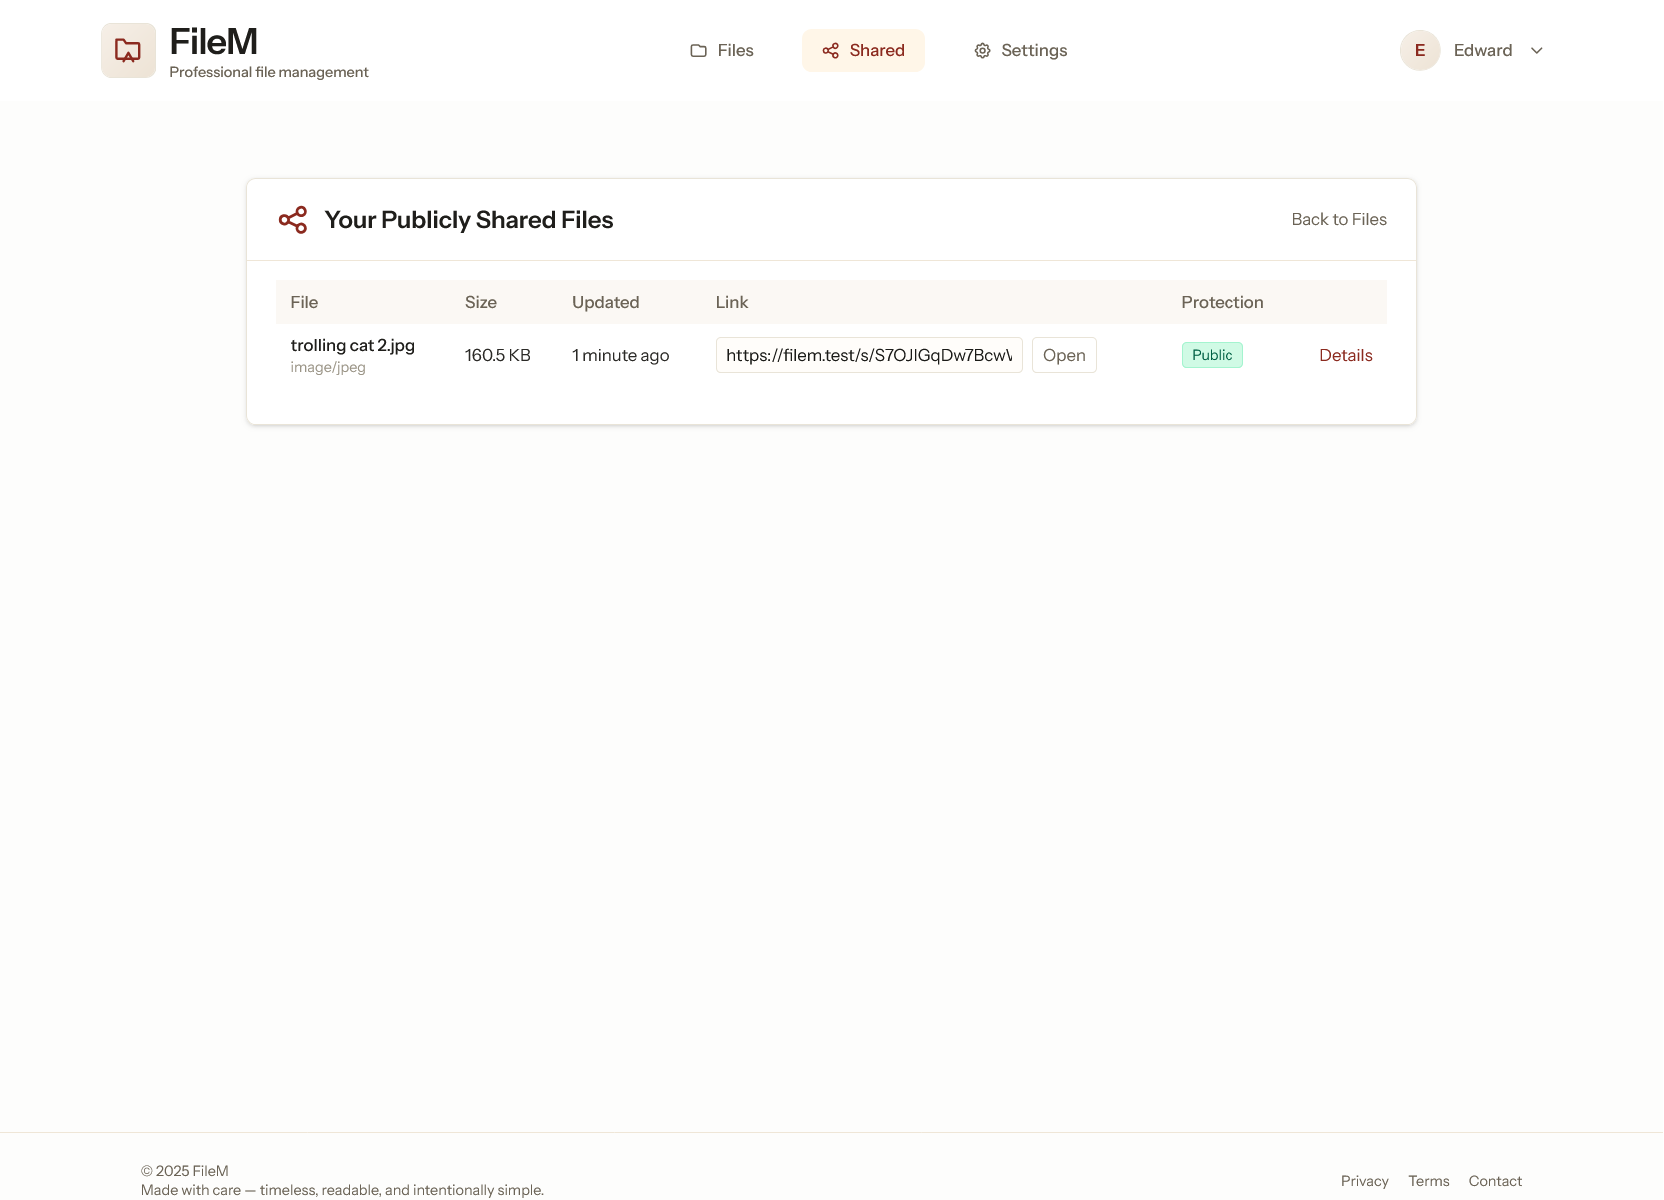 FileM
Professional file management
Files
Shared
Settings
E
Edward
Your Publicly Shared Files
Back to Files
File Size Updated Link Protection
trolling cat 2.jpg
image/jpeg
160.5 KB
1 minute ago
https://filem.test/s/S7OJIGqDw7Bcw
Open
Public
Details
© 2025 FileM
Made with care — timeless, readable, and intentionally simple.
Privacy Terms Contact